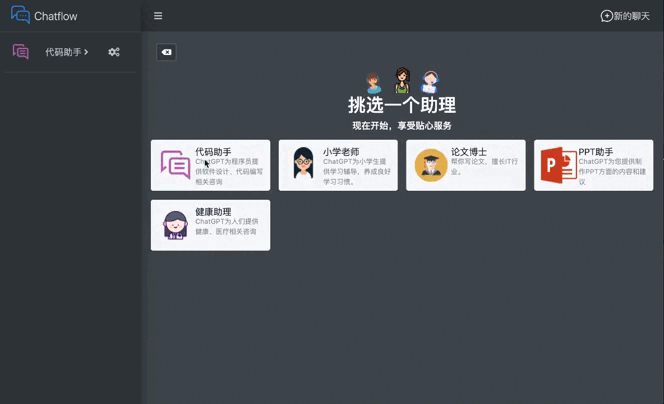 Chatflow
新的聊天
代码助手
挑选一个助理
现在开始，享受贴心服务
代码助手
ChatGPT为程序员提
供软件设计、代码编写
相关咨询
小学老师
ChatGPT为小学生提
供学习辅导，养成良好
学习习惯。
论文博士
帮你写论文，擅长IT行
业。
PPT助手
ChatGPT为您提供制
作PPT方面的内容和建
议
健康助理
ChatGPT为人们提供
健康、医疗相关咨询